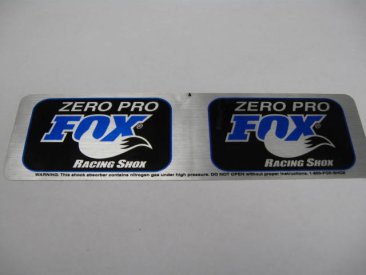 ZERO PRO
FOX®
RACING SHOX
ZERO PRO
FOX®
RACING SHOX
WARNING: This shock absorber contains nitrogen gas under high pressure. DO NOT OPEN without proper instructions. 1-800-FOX-SHOX